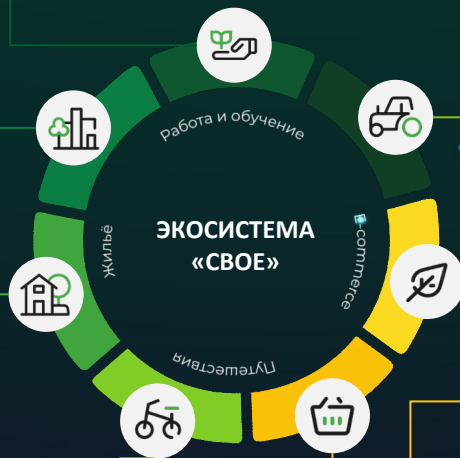 Работа и обучение
ЭКОСИСТЕМА
«СВОЕ»
Жильё
-commerce
Путешествия